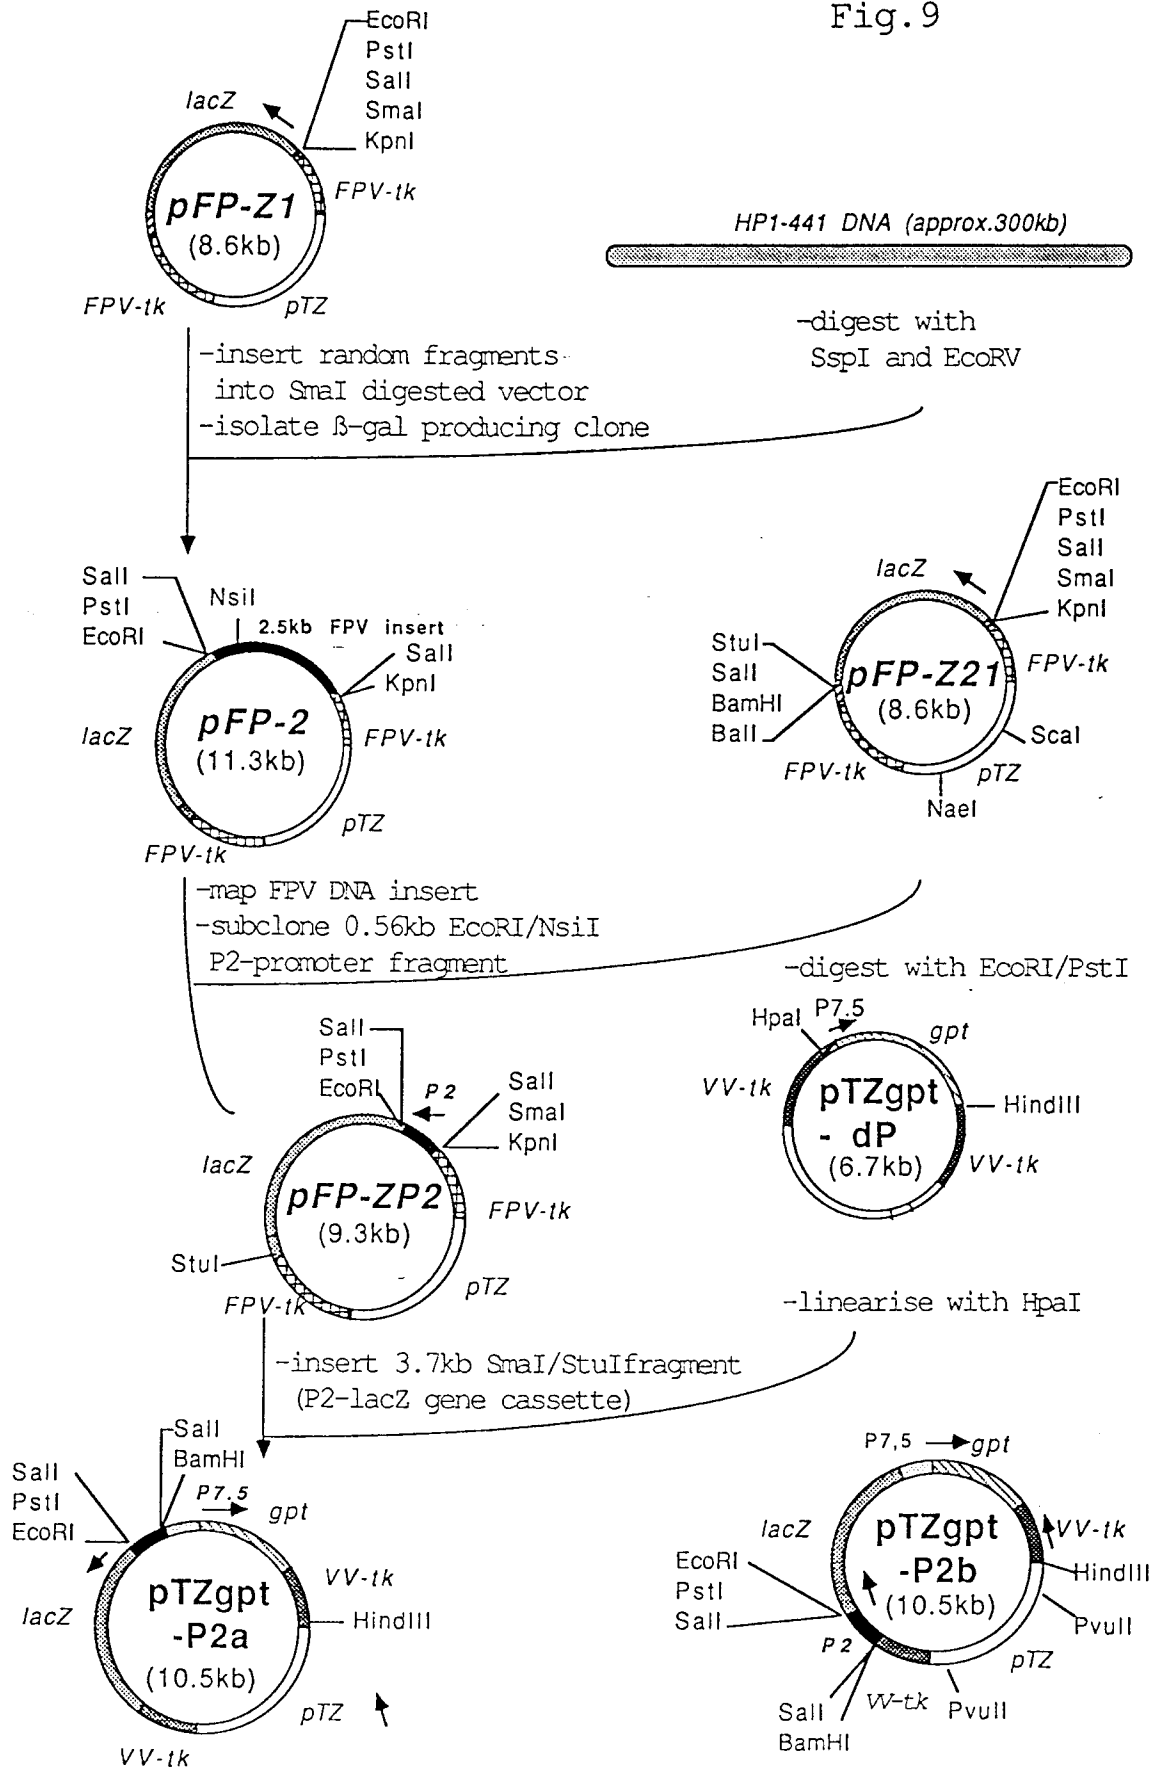 Fig.9
EcoRI
PstI
SalI
SmaI
KpnI
lacZ
FPV-tk
pFP-Z1
(8.6kb)
FPV-tk
pTZ
HP1-441 DNA (approx.300kb)
-digest with
SspI and EcoRV
-insert random fragments
into SmaI digested vector
-isolate ß-gal producing clone
SalI
PstI
EcoRI
NsiI
2.5kb FPV insert
SalI
KpnI
lacZ
pFP-2
(11.3kb)
FPV-tk
pTZ
FPV-tk
EcoRI
PstI
SalI
SmaI
KpnI
lacZ
StuI
SalI
BamHI
BalI
pFP-Z21
(8.6kb)
FPV-tk
ScaI
FPV-tk
pTZ
NaeI
-map FPV DNA insert
-subclone 0.56kb EcoRI/NsiI
P2-promoter fragment
-digest with EcoRI/PstI
SalI
PstI
EcoRI
P2
SalI
SmaI
KpnI
lacZ
pFP-ZP2
(9.3kb)
FPV-tk
StuI
FPV-tk
pTZ
HpaI
P7.5
gpt
VV-tk
pTZgpt
- dP
(6.7kb)
HindIII
VV-tk
-linearise with HpaI
-insert 3.7kb SmaI/StuIfragment
(P2-lacZ gene cassette)
SalI
BamHI
SalI
PstI
EcoRI
P7.5
gpt
lacZ
pTZgpt
-P2a
(10.5kb)
VV-tk
HindIII
pTZ
VV-tk
P7,5
gpt
lacZ
pTZgpt
-P2b
(10.5kb)
VV-tk
HindIII
PvuII
EcoRI
PstI
SalI
P2
pTZ
VV-tk
PvuII
SalI
BamHI